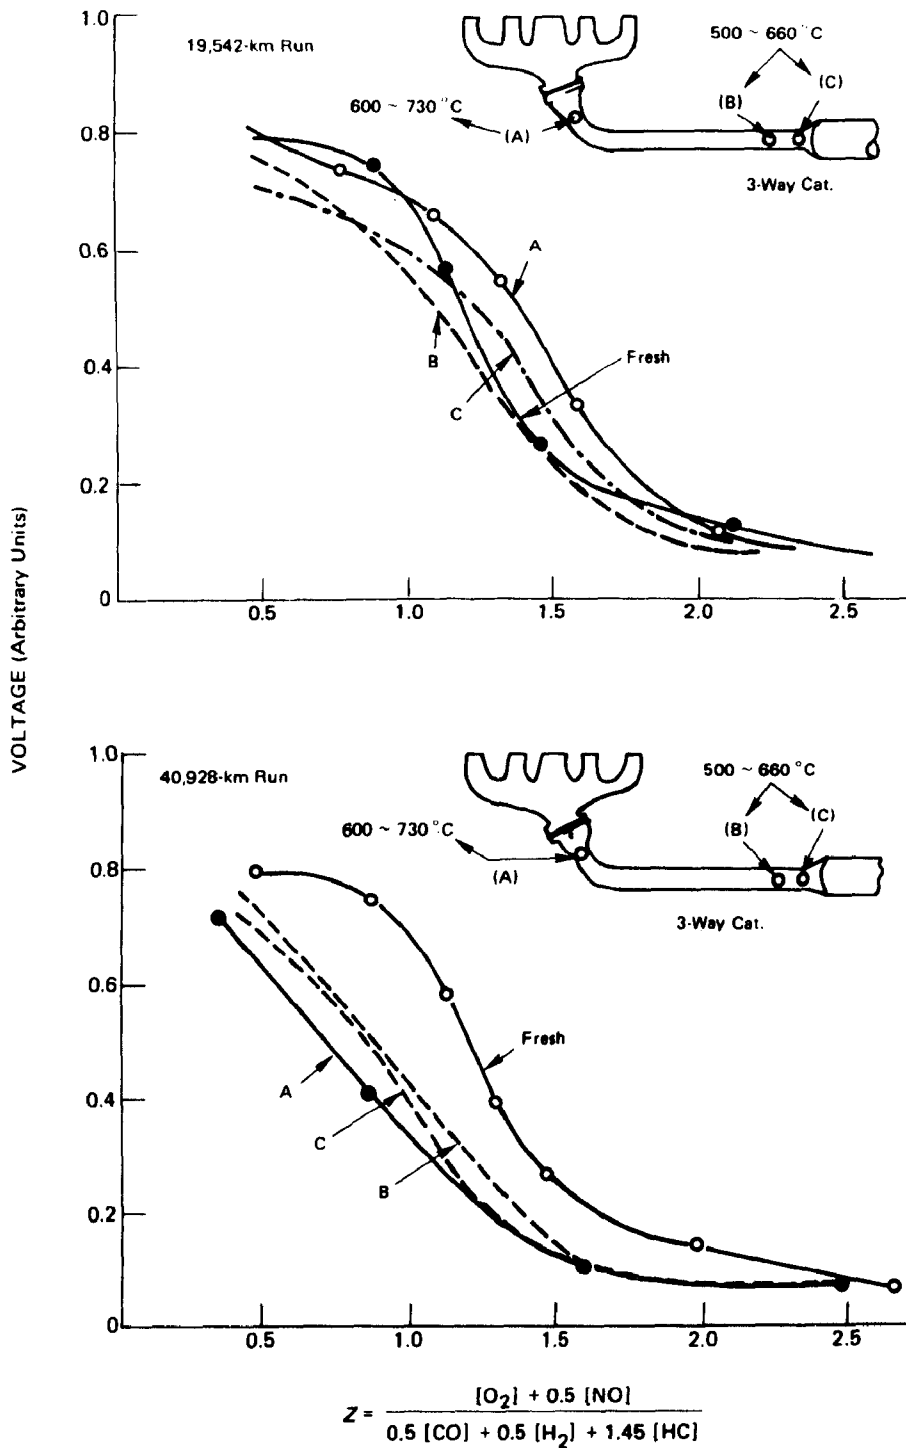 VOLTAGE (Arbitrary Units)
1.0
0.8
0.6
0.4
0.2
0
19,542-km Run
600 ~ 730 °C
(A)
500 ~ 660 °C
(B)
(C)
3-Way Cat.
A
B
C
Fresh
0.5
1.0
1.5
2.0
2.5
1.0
0.8
0.6
0.4
0.2
0
40,928-km Run
600 ~ 730 °C
(A)
500 ~ 660 °C
(B)
(C)
3-Way Cat.
Fresh
A
C
B
0.5
1.0
1.5
2.0
2.5
Z = [O₂] + 0.5 [NO]
0.5 [CO] + 0.5 [H₂] + 1.45 [HC]